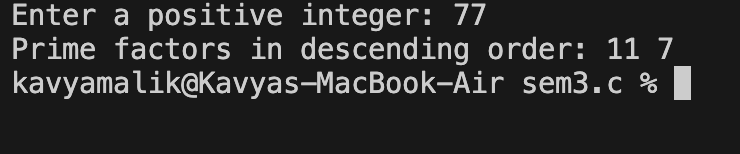 Enter a positive integer: 77
Prime factors in descending order: 11 7
kavyamalik@Kavyas-MacBook-Air sem3.c %